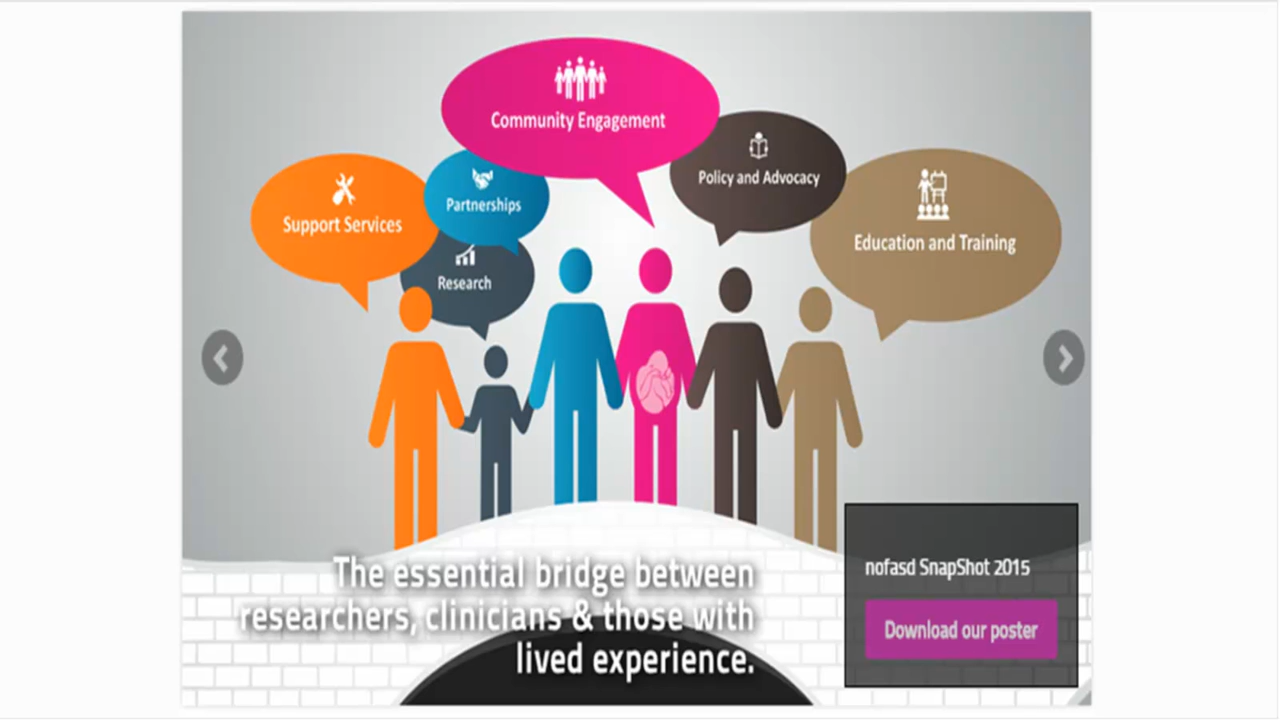 Community Engagement
Policy and Advocacy
Partnerships
Support Services
Education and Training
Research
The essential bridge between
researchers, clinicians & those with
lived experience.
nofasd SnapShot 2015
Download our poster